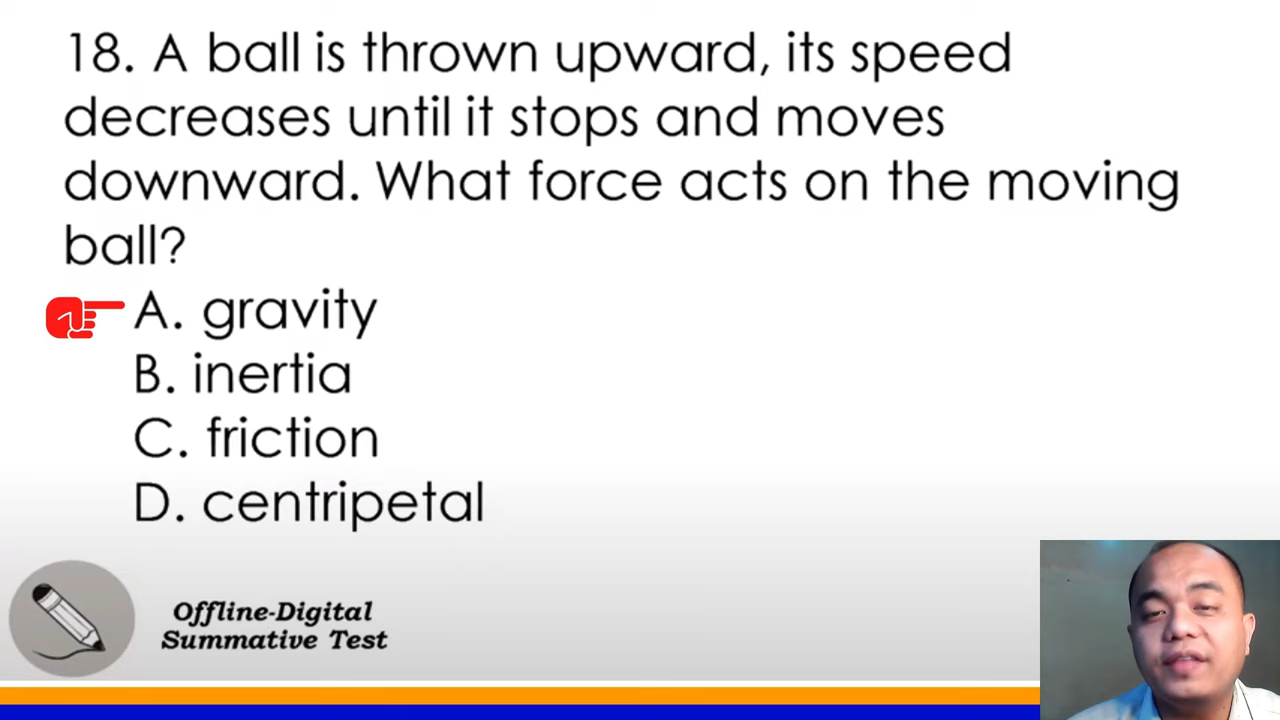 18. A ball is thrown upward, its speed
decreases until it stops and moves
downward. What force acts on the moving
ball?
A. gravity
B. inertia
C. friction
D. centripetal
Offline-Digital
Summative Test